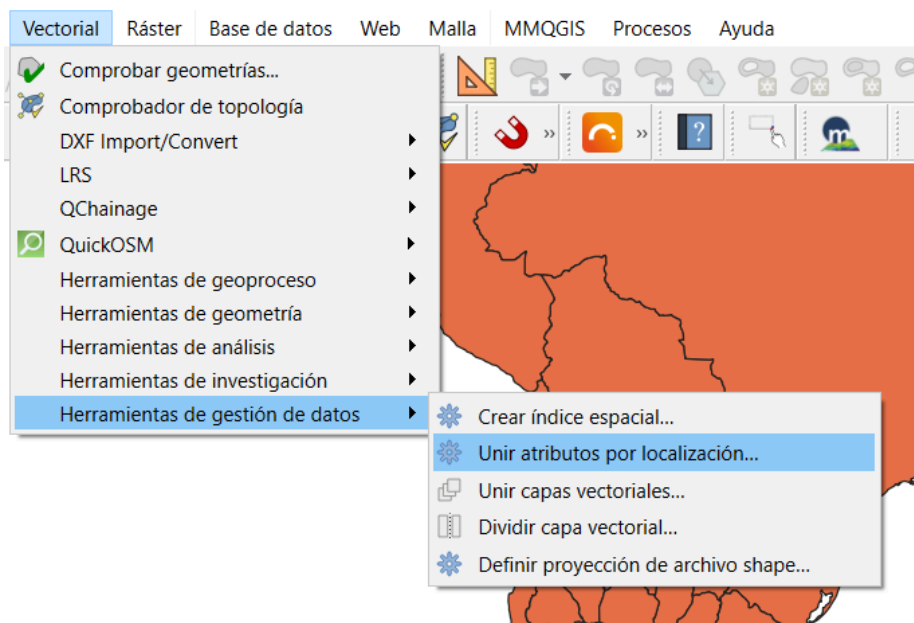 Vectorial Ráster Base de datos Web Malla MMQGIS Procesos Ayuda
Comprobar geometrías...
Comprobador de topología
DXF Import/Convert
LRS
QChainage
QuickOSM
Herramientas de geoproceso
Herramientas de geometría
Herramientas de análisis
Herramientas de investigación
Herramientas de gestión de datos
Crear índice espacial...
Unir atributos por localización...
Unir capas vectoriales...
Dividir capa vectorial...
Definir proyección de archivo shape...